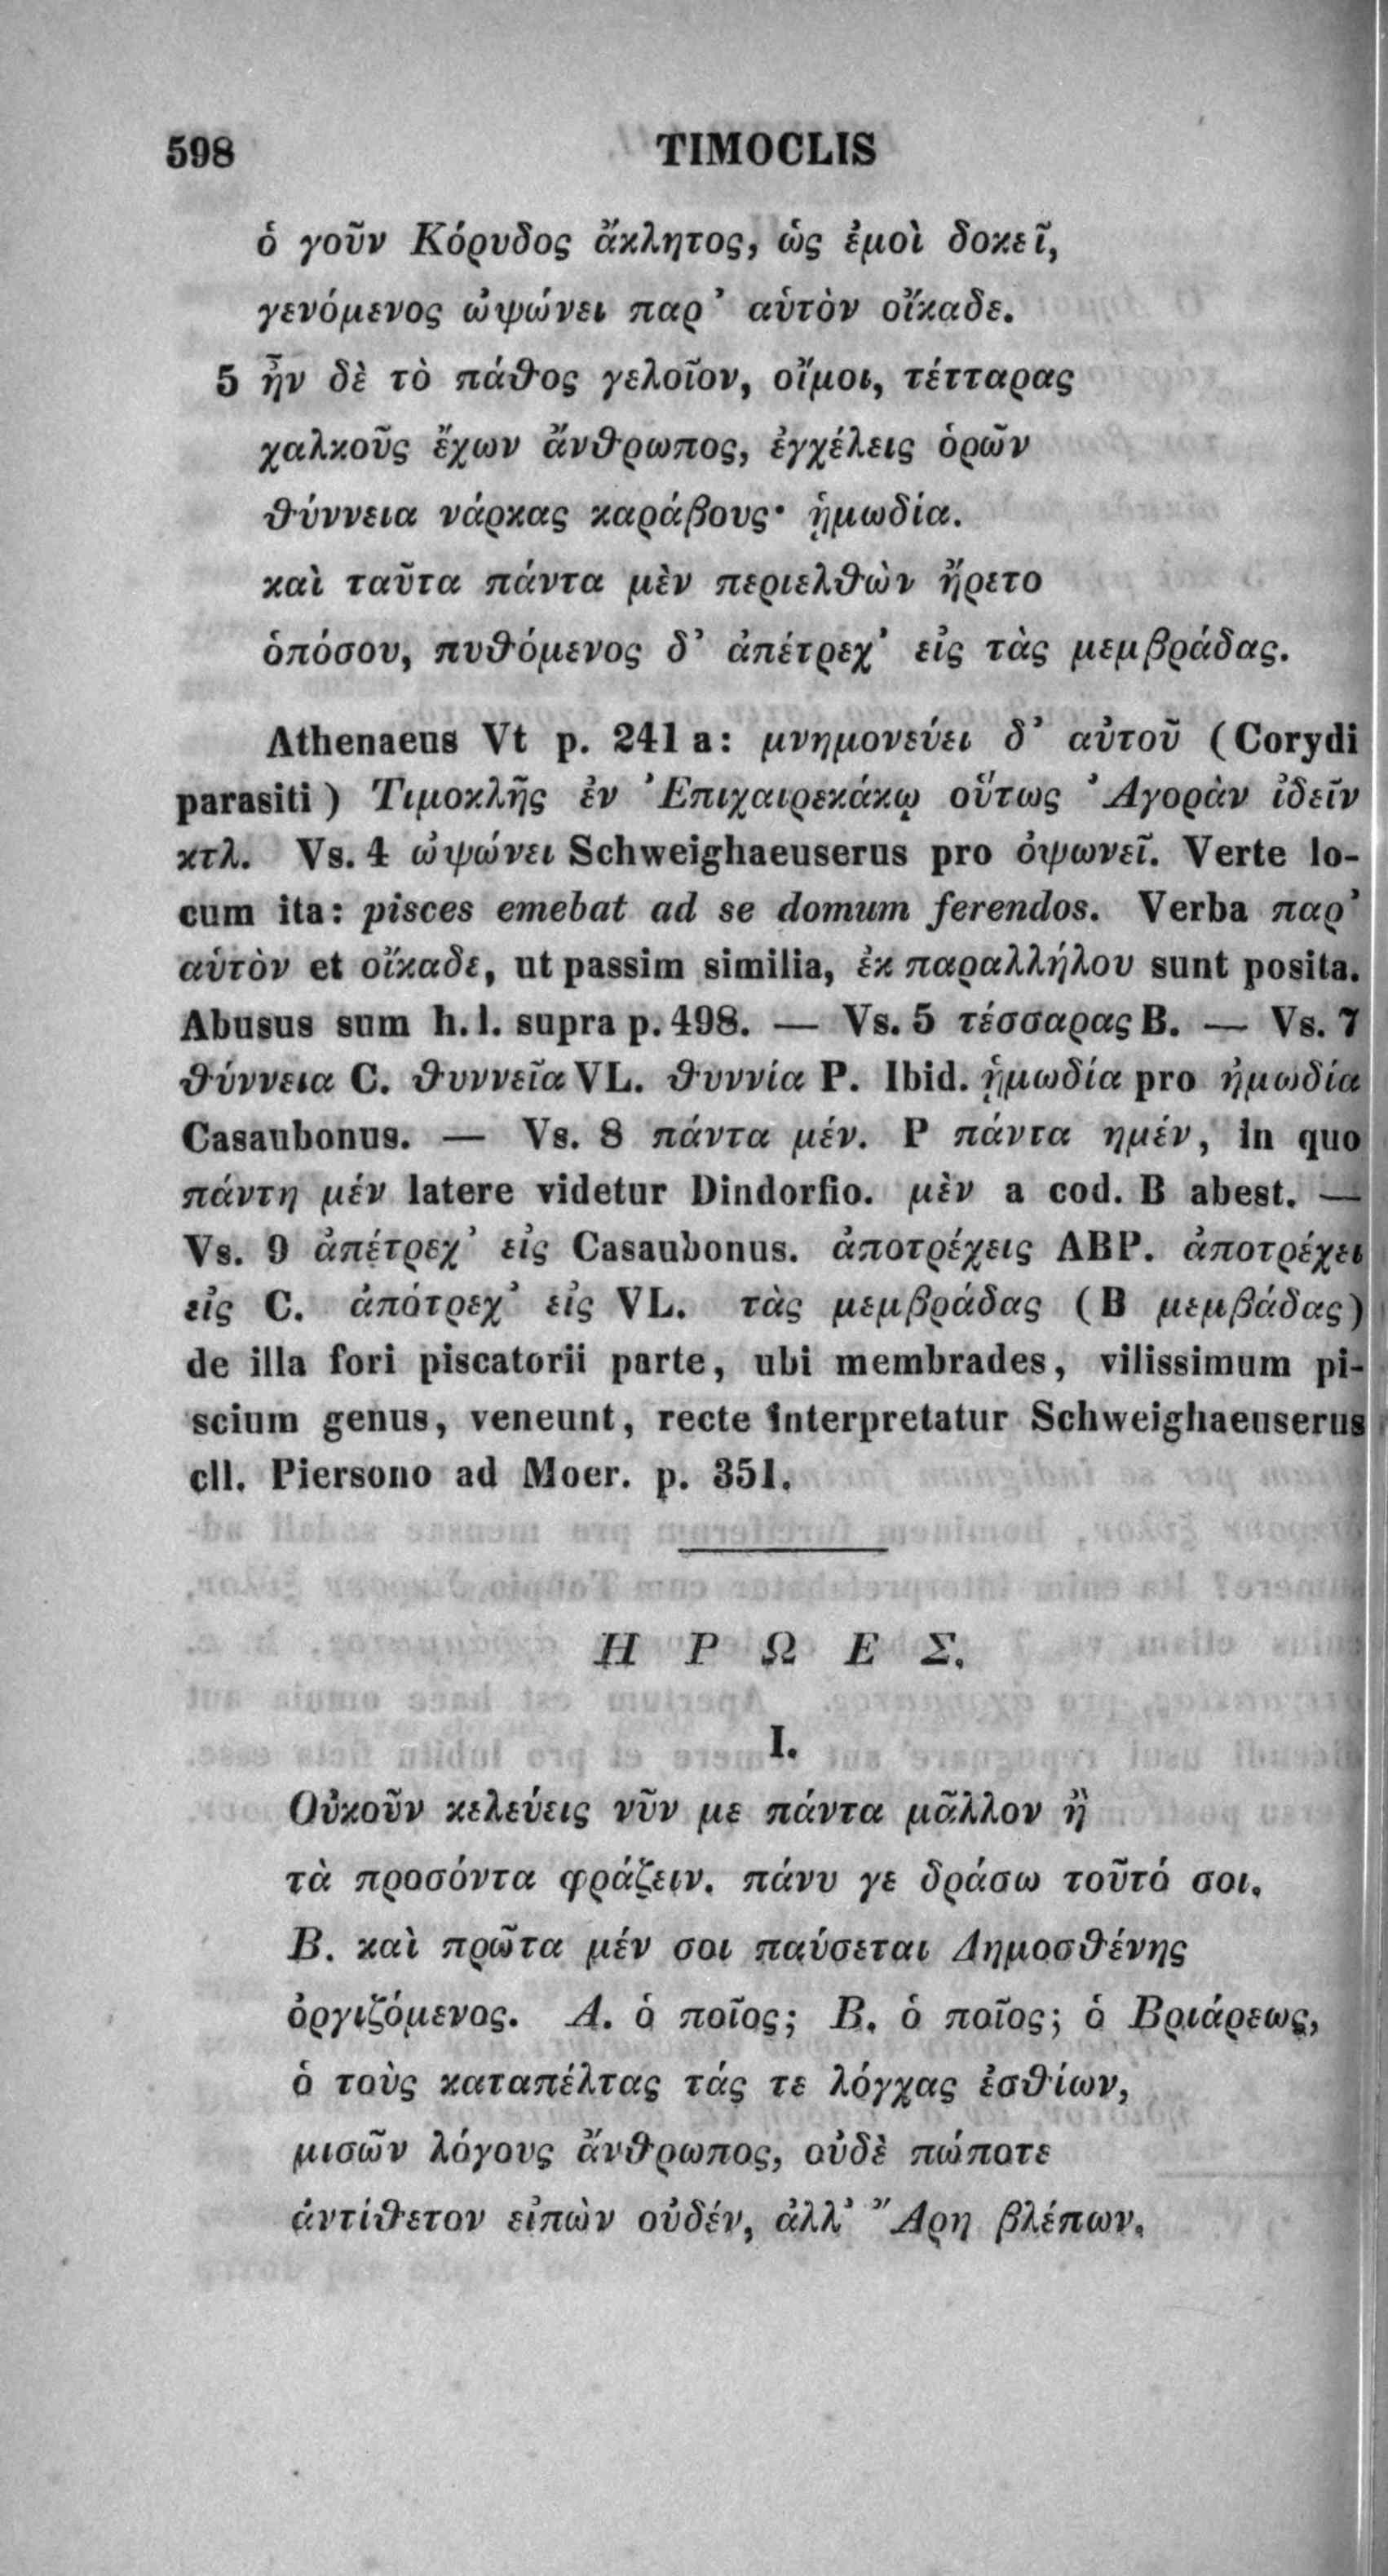 598 TIMOCLIS
ὁ γοῦν Κόρυδος ἄκλητος, ὡς ἐμοὶ δοκεῖ,
γενόμενος ὠψώνει παρ’ αὑτὸν οἴκαδε.
5 ἦν δὲ τὸ πάθος γελοῖον, οἴμοι, τέτταρας
χαλκοῦς ἔχων ἄνθρωπος, ἐγχέλεις ὁρῶν
θύννεια νάρκας καράβους· ᾑμωδία.
καὶ ταῦτα πάντα μὲν περιελθὼν ἤρετο
ὁπόσου, πυθόμενος δ’ ἀπέτρεχ’ εἰς τὰς μεμβράδας.
Athenaeus VI p. 241 a: μνημονεύει δ’ αὐτοῦ (Corydi
parasiti) Τιμοκλῆς ἐν Ἐπιχαιρεκάκῳ οὕτως Ἀγορὰν ἰδεῖν
κτλ. Vs. 4 ὠψώνει Schweighaeuserus pro ὀψωνεῖ. Verte lo-
cum ita: pisces emebat ad se domum ferendos. Verba παρ’
αὑτὸν et οἴκαδε, ut passim similia, ἐκ παραλλήλου sunt posita.
Abusus sum h. l. supra p. 498. — Vs. 5 τέσσαρας B. — Vs. 7
θύννεια C. θυννεῖα VL. θυννία P. Ibid. ᾑμωδία pro ἡμωδία
Casaubonus. — Vs. 8 πάντα μέν. P πάντα ημέν, in quo
πάντη μέν latere videtur Dindorfio. μὲν a cod. B abest. —
Vs. 9 ἀπέτρεχ’ εἰς Casaubonus. ἀποτρέχεις ABP. ἀποτρέχει
εἰς C. ἀπότρεχ’ εἰς VL. τὰς μεμβράδας (B μεμβάδας)
de illa fori piscatorii parte, ubi membrades, vilissimum pi-
scium genus, veneunt, recte interpretatur Schweighaeuserus
cll. Piersono ad Moer. p. 351.
Η Ρ Ω Ε Σ.
I.
Οὐκοῦν κελεύεις νῦν με πάντα μᾶλλον ἢ
τὰ προσόντα φράζειν. πάνυ γε δράσω τοῦτό σοι.
Β. καὶ πρῶτα μέν σοι παύσεται Δημοσθένης
ὀργιζόμενος. Α. ὁ ποῖος; Β. ὁ ποῖος; ὁ Βριάρεως,
ὁ τοὺς καταπέλτας τάς τε λόγχας ἐσθίων,
μισῶν λόγους ἄνθρωπος, οὐδὲ πώποτε
ἀντίθετον εἰπὼν οὐδέν, ἀλλ’ Ἄρη βλέπων.